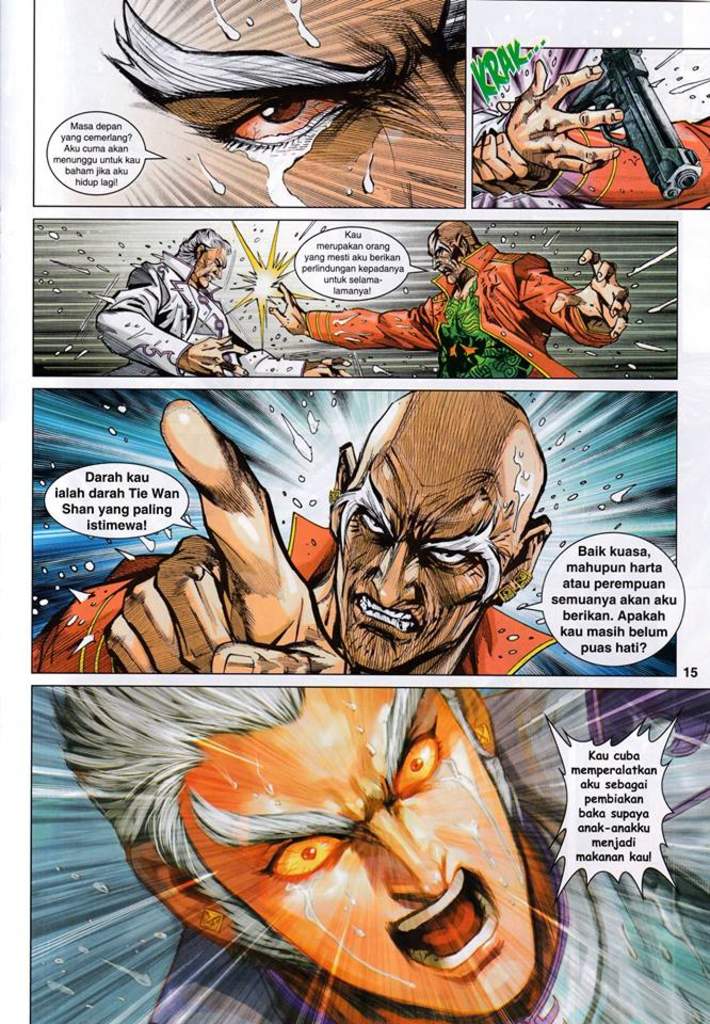 Masa depan
yang cemerlang?
Aku cuma akan
menunggu untuk kau
baham jika aku
hidup lagi!
KRAK...
Kau
merupakan orang
yang mesti aku berikan
perlindungan kepadanya
untuk selama-
lamanya!
Darah kau
ialah darah Tie Wan
Shan yang paling
istimewa!
Baik kuasa,
mahupun harta
atau perempuan
semuanya akan aku
berikan. Apakah
kau masih belum
puas hati?
15
Kau cuba
memperalatkan
aku sebagai
pembiakan
baka supaya
anak-anakku
menjadi
makanan kau!